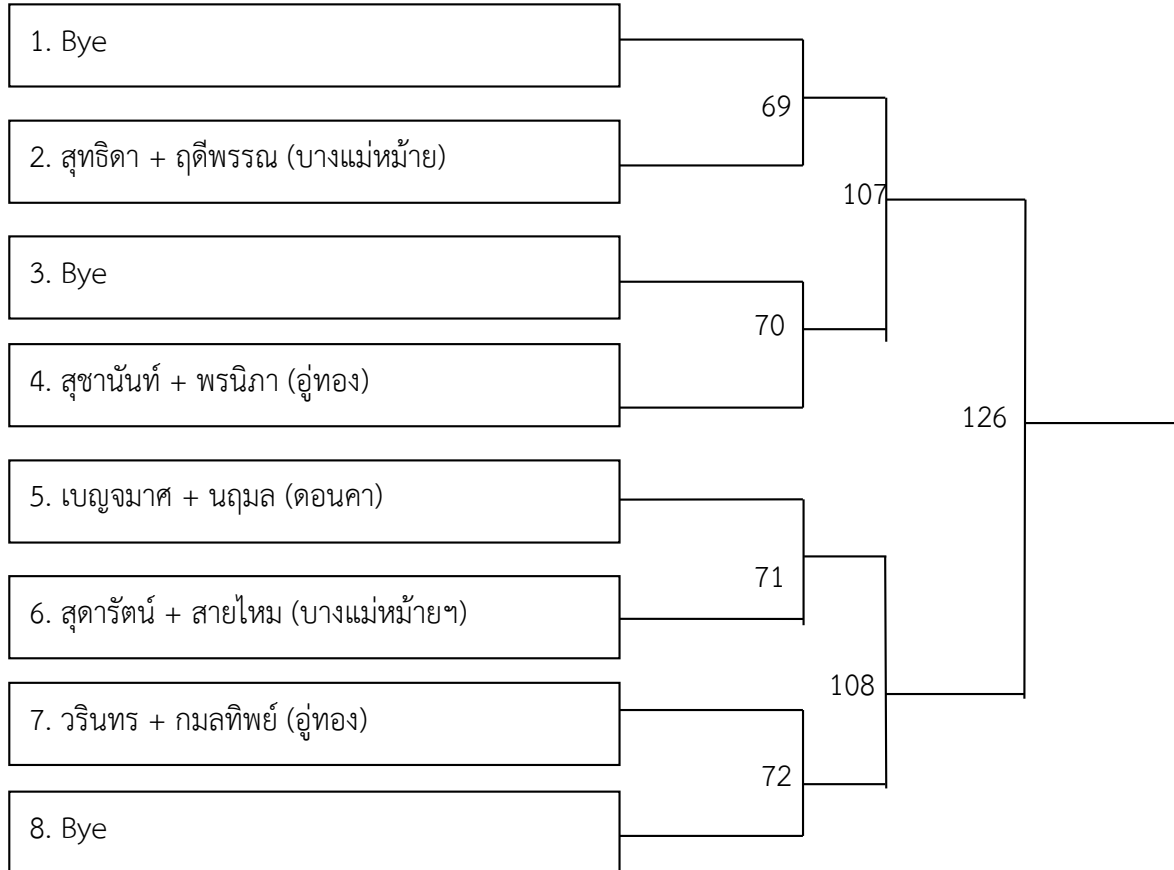 1. Bye
69
2. สุทธิดา + ฤดีพรรณ (บางแม่หม้าย)
107
3. Bye
70
4. สุชานันท์ + พรนิภา (อู่ทอง)
126
5. เบญจมาศ + นฤมล (ดอนคา)
71
6. สุดารัตน์ + สายไหม (บางแม่หม้ายฯ)
108
7. วรินทร + กมลทิพย์ (อู่ทอง)
72
8. Bye